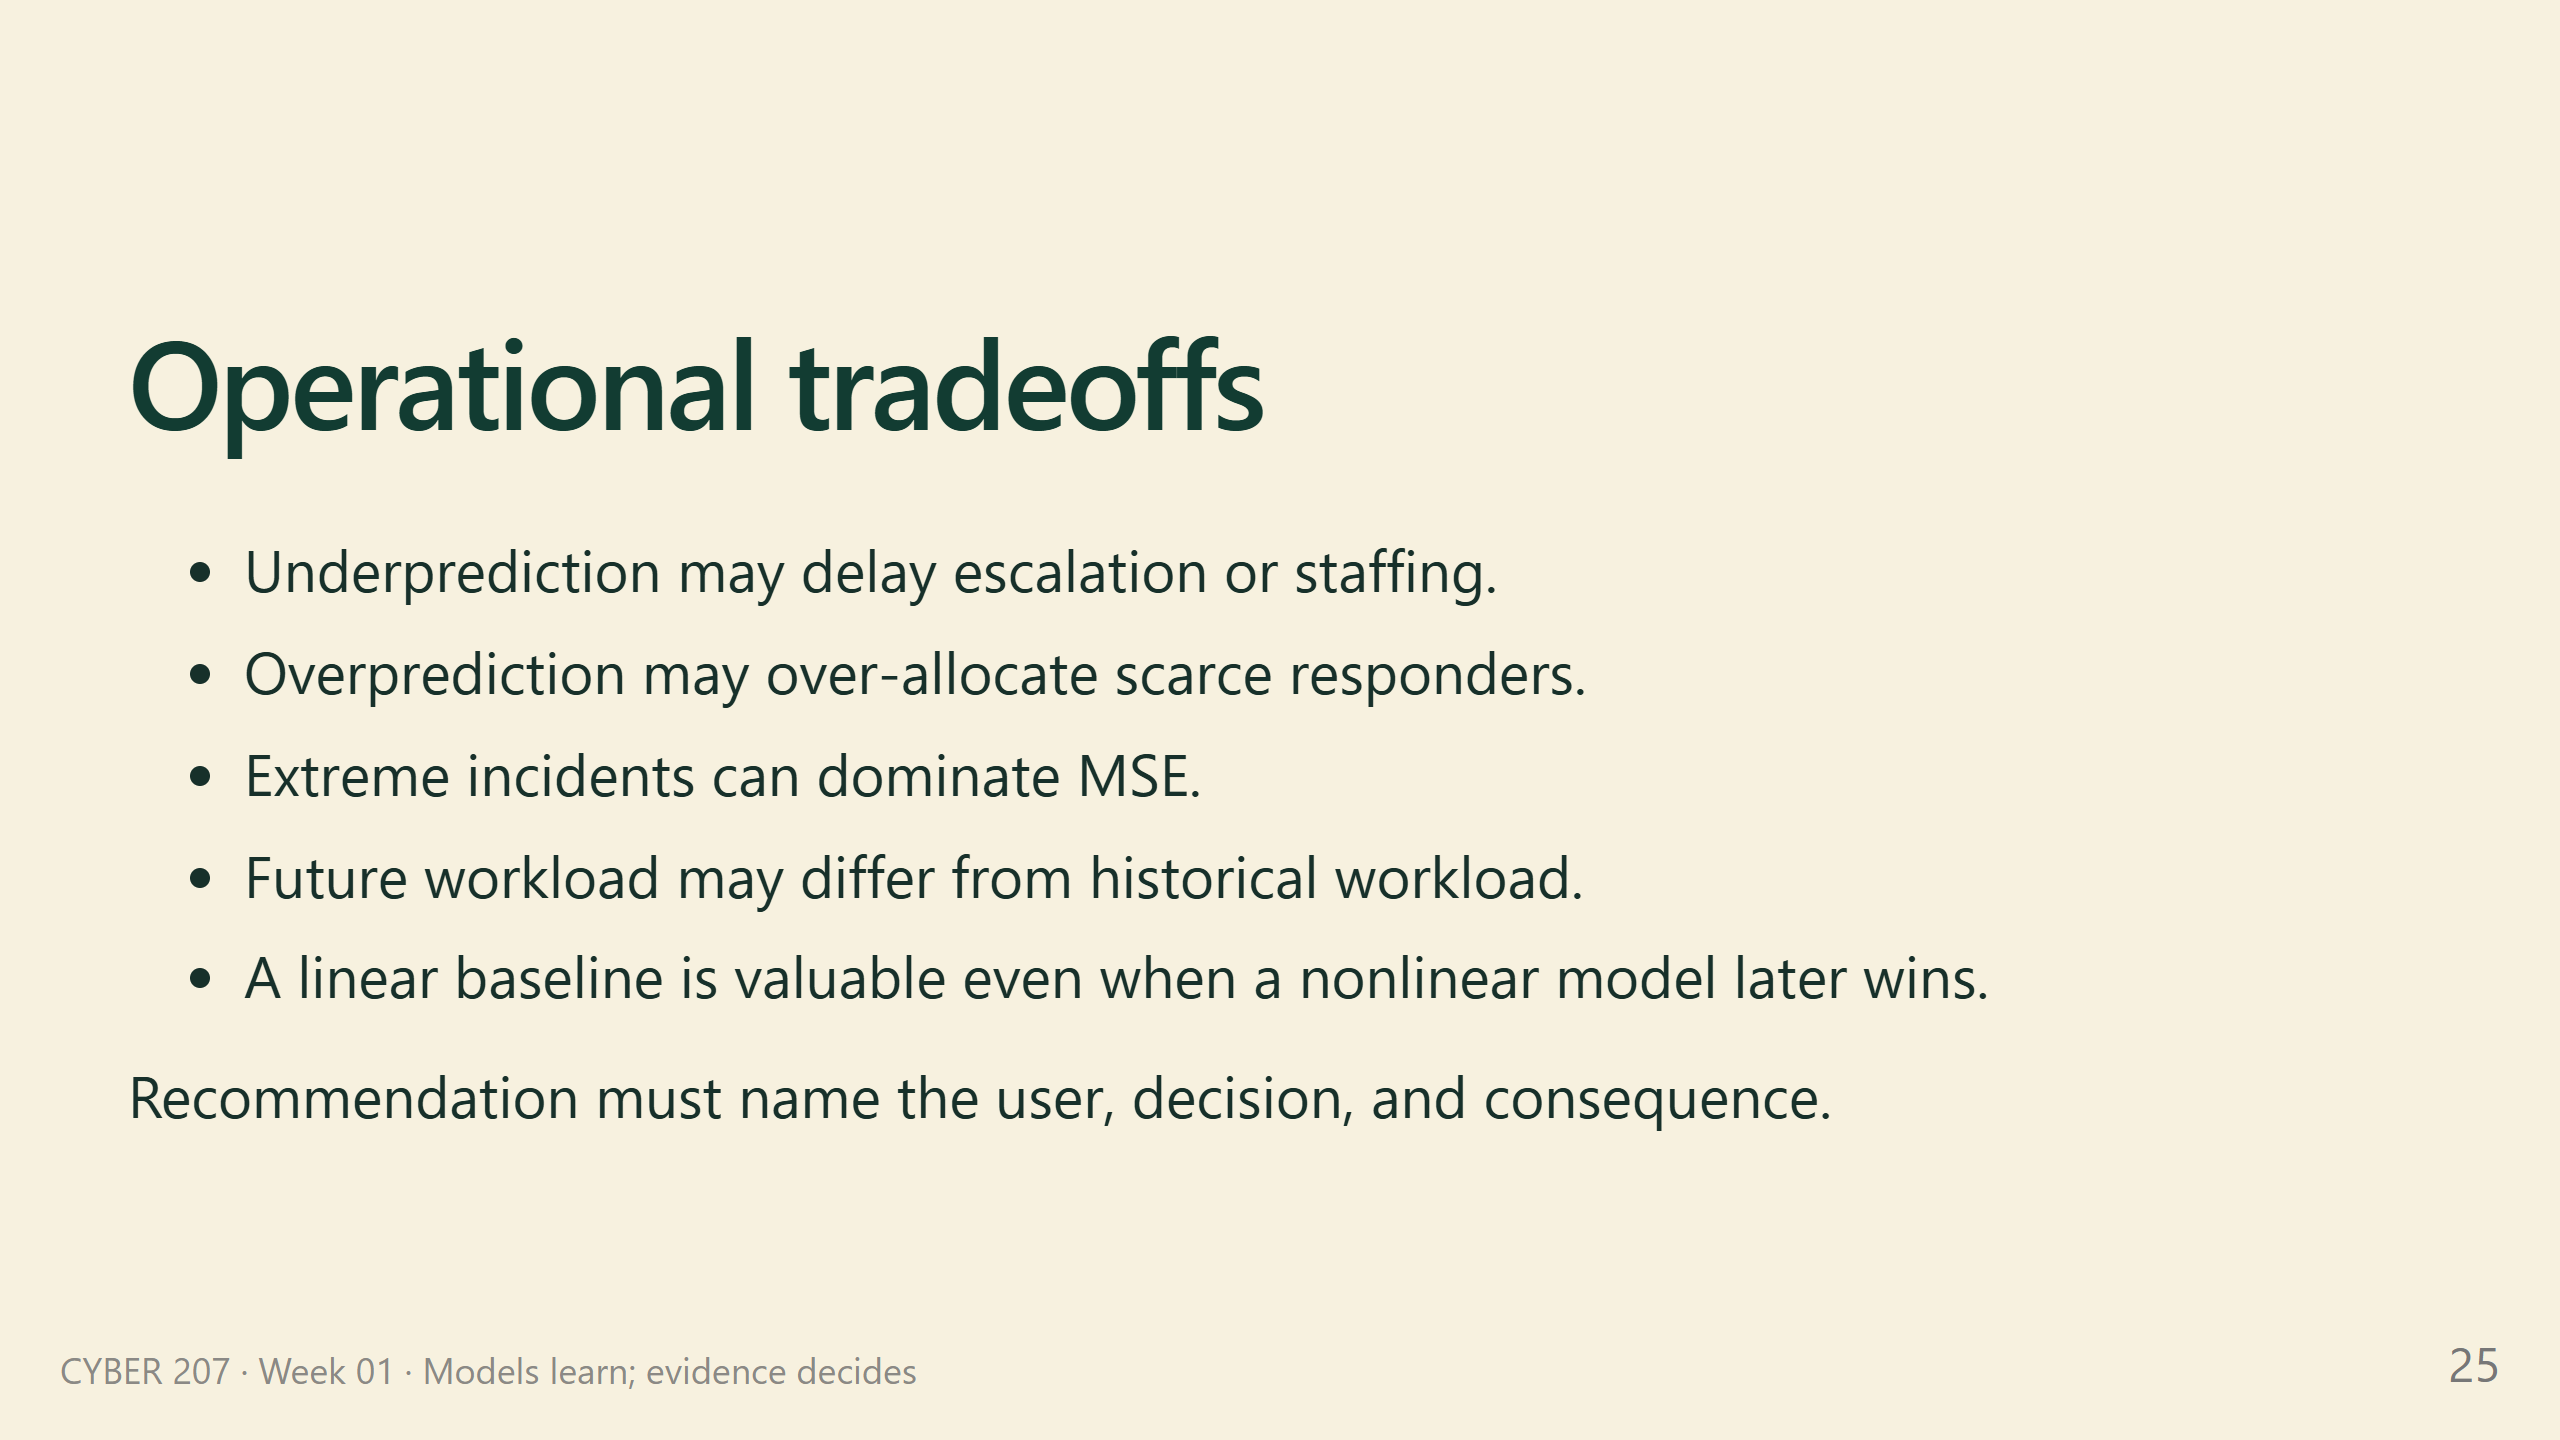 Operational tradeoffs
• Underprediction may delay escalation or staffing.
• Overprediction may over-allocate scarce responders.
• Extreme incidents can dominate MSE.
• Future workload may differ from historical workload.
• A linear baseline is valuable even when a nonlinear model later wins.
Recommendation must name the user, decision, and consequence.
CYBER 207 · Week 01 · Models learn; evidence decides
25